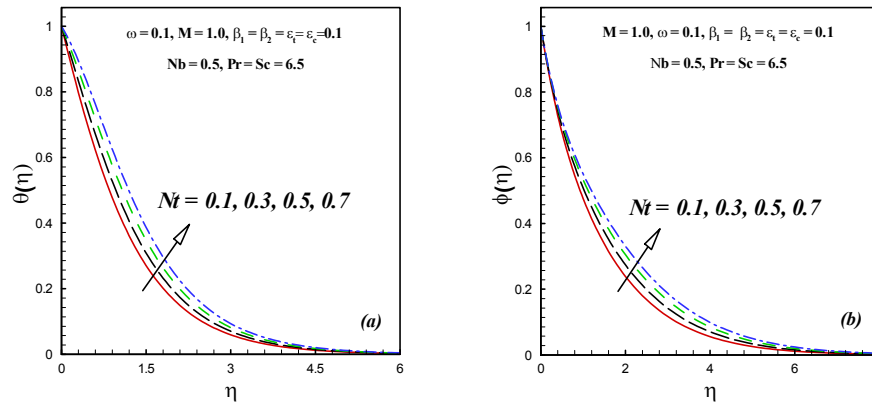 ω = 0.1, M = 1.0, β₁ = β₂ = εₜ = ε꜀ = 0.1
Nb = 0.5, Pr = Sc = 6.5
Nt = 0.1, 0.3, 0.5, 0.7
(a)
θ(η)
1
0.8
0.6
0.4
0.2
0
0
1.5
3
4.5
6
η
M = 1.0, ω = 0.1, β₁ = β₂ = εₜ = ε꜀ = 0.1
Nb = 0.5, Pr = Sc = 6.5
Nt = 0.1, 0.3, 0.5, 0.7
(b)
ϕ(η)
1
0.8
0.6
0.4
0.2
0
0
2
4
6
η